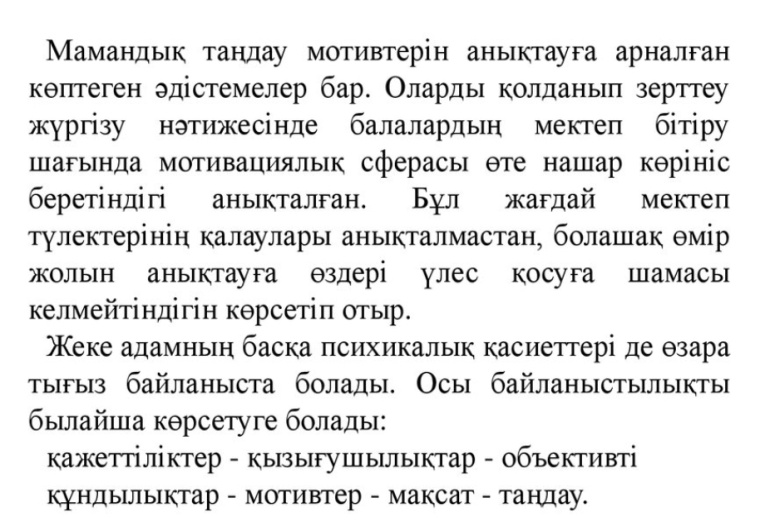 Мамандық таңдау мотивтерін анықтауға арналған
көптеген әдістемелер бар. Оларды қолданып зерттеу
жүргізу нәтижесінде балалардың мектеп бітіру
шағында мотивациялық сферасы өте нашар көрініс
беретіндігі анықталған. Бұл жағдай мектеп
түлектерінің қалаулары анықталмастан, болашақ өмір
жолын анықтауға өздері үлес қосуға шамасы
келмейтіндігін көрсетіп отыр.
Жеке адамның басқа психикалық қасиеттері де өзара
тығыз байланыста болады. Осы байланыстылықты
былайша көрсетуге болады:
қажеттіліктер - қызығушылықтар - объективті
құндылықтар - мотивтер - мақсат - таңдау.